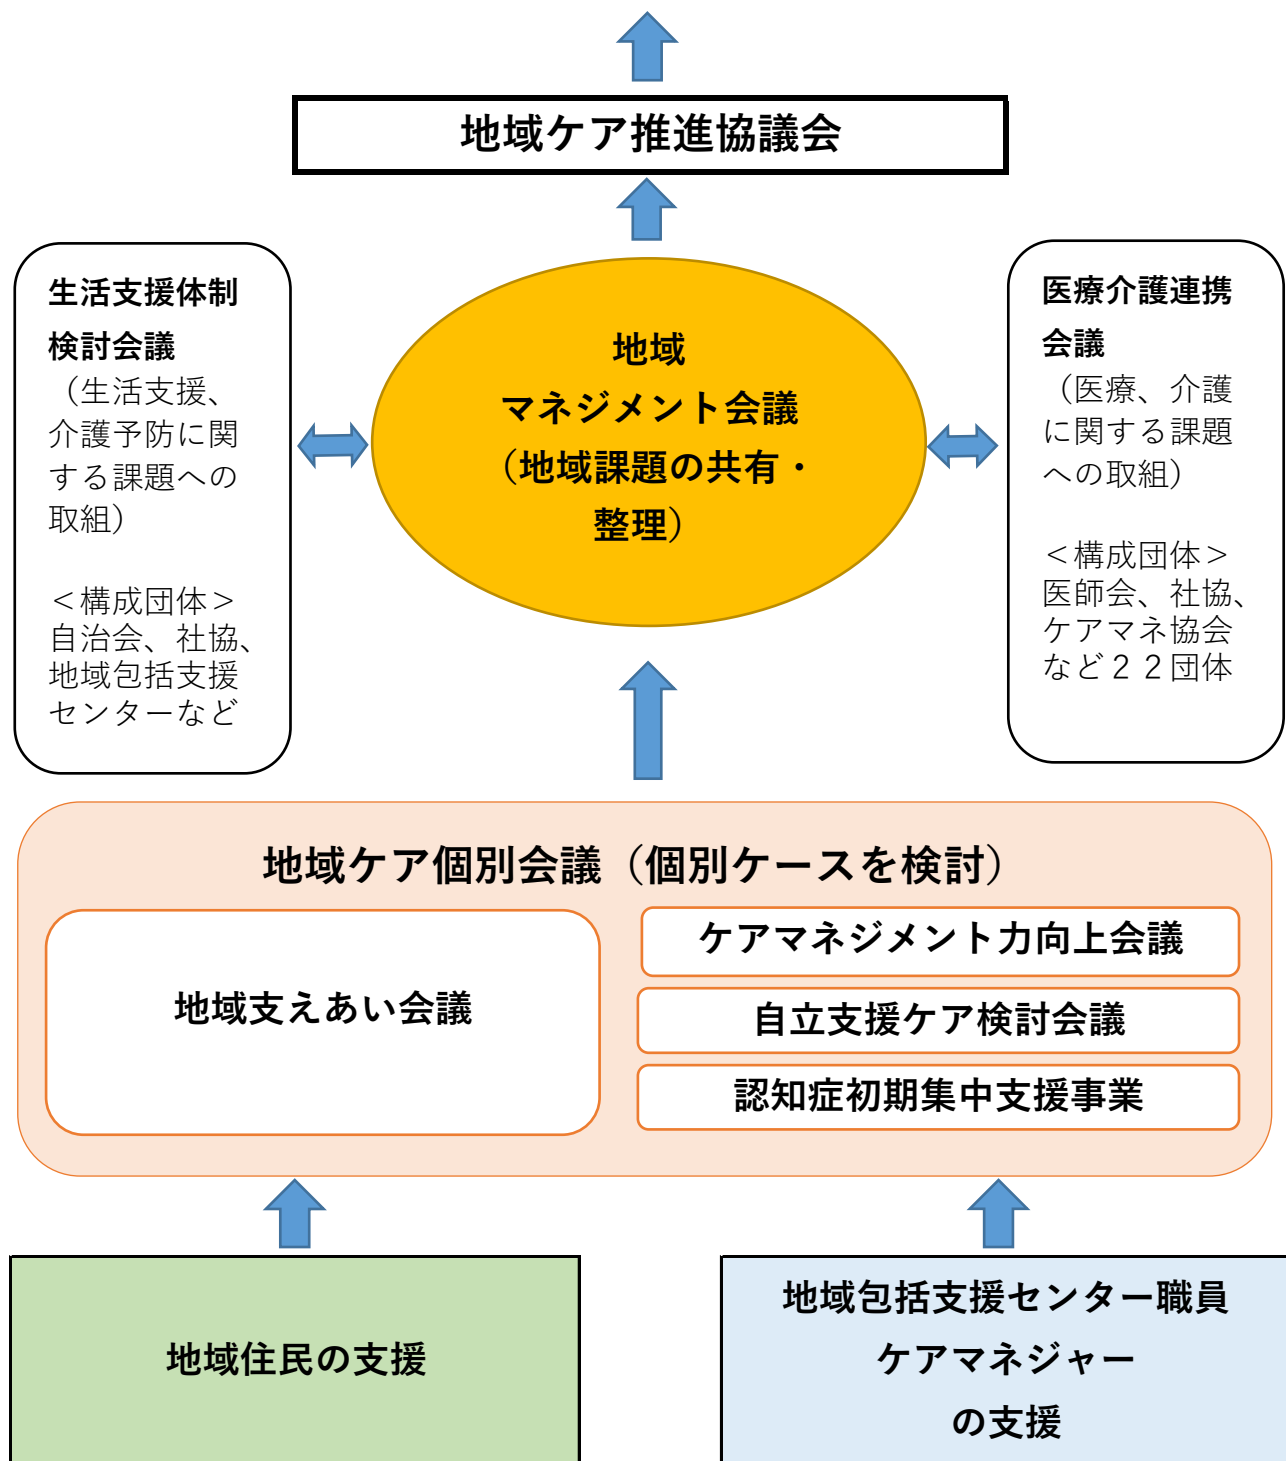 地域ケア推進協議会
生活支援体制
検討会議
（生活支援、
介護予防に関
する課題への
取組）
＜構成団体＞
自治会、社協、
地域包括支援
センターなど
地域
マネジメント会議
（地域課題の共有・
整理）
医療介護連携
会議
（医療、介護
に関する課題
への取組）
＜構成団体＞
医師会、社協、
ケアマネ協会
など２２団体
地域ケア個別会議（個別ケースを検討）
地域支えあい会議
ケアマネジメント力向上会議
自立支援ケア検討会議
認知症初期集中支援事業
地域住民の支援
地域包括支援センター職員
ケアマネジャー
の支援